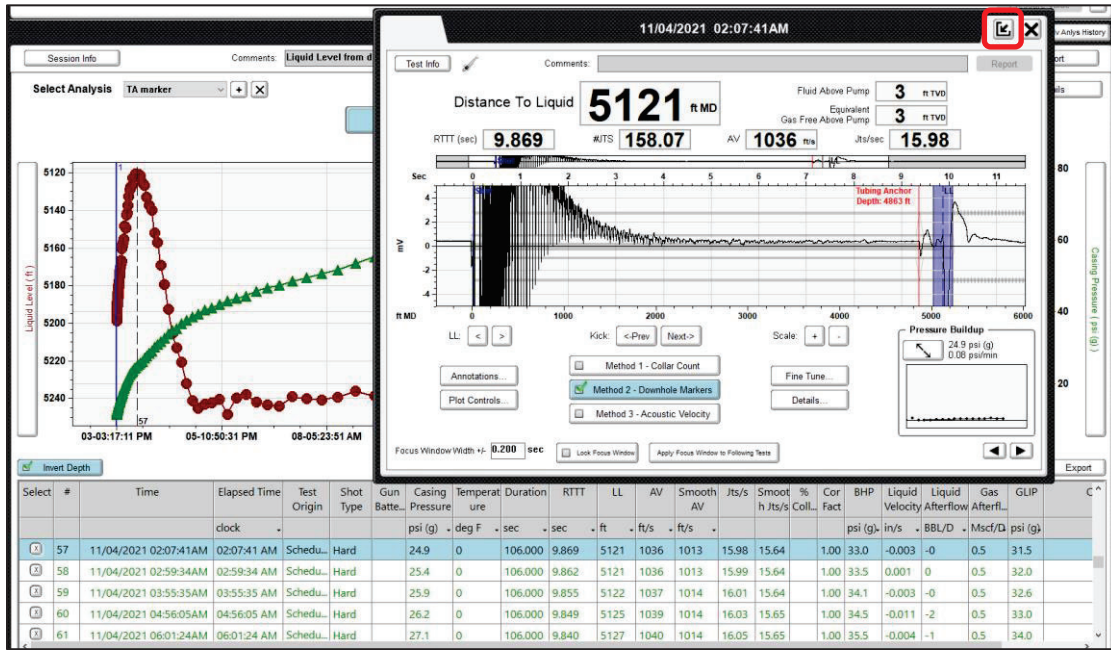 11/04/2021 02:07:41AM
v Anlys History
Session Info
Comments: Liquid Level from d
ort
Select Analysis TA marker + X
ils
Test Info
Comments:
Report
Distance To Liquid 5121 ft MD
Fluid Above Pump 3 ft TVD
Equivalent
Gas Free Above Pump 3 ft TVD
RTTT (sec) 9.869 #JTS 158.07 AV 1036 ft/s Jts/sec 15.98
Sec 0 1 2 3 4 5 6 7 8 9 10 11
Tubing Anchor
Depth: 4863 ft
LL
mV
4
2
0
-2
-4
ft MD 0 1000 2000 3000 4000 5000 6000
LL: < > Kick: <-Prev Next-> Scale: + -
Pressure Buildup
24.9 psi (g)
0.08 psi/min
Annotations...
Plot Controls...
Method 1 - Collar Count
Method 2 - Downhole Markers
Method 3 - Acoustic Velocity
Fine Tune...
Details...
Focus Window Width +/- 0.200 sec Lock Focus Window Apply Focus Window to Following Tests
Liquid Level ( ft )
5120
5140
5160
5180
5200
5220
5240
1
57
03-03:17:11 PM 05-10:50:31 PM 08-05:23:51 AM
80
60
40
20
Casing Pressure ( psi (g) )
Invert Depth
Export
Select # Time Elapsed Time Test Origin Shot Type Gun Batte... Casing Pressure Temperat ure Duration RTTT LL AV Smooth AV Jts/s Smoot h Jts/s % Coll... Cor Fact BHP Liquid Velocity Liquid Afterflow Gas Afterfl... GLIP C
clock psi (g) deg F sec sec ft ft/s ft/s psi (g) in/s BBL/D Mscf/D psi (g)
57 11/04/2021 02:07:41AM 02:07:41 AM Schedu... Hard 24.9 0 106.000 9.869 5121 1036 1013 15.98 15.64 1.00 33.0 -0.003 -0 0.5 31.5
58 11/04/2021 02:59:34AM 02:59:34 AM Schedu... Hard 25.4 0 106.000 9.862 5121 1036 1013 15.99 15.64 1.00 33.5 0.001 0 0.5 32.0
59 11/04/2021 03:55:35AM 03:55:35 AM Schedu... Hard 25.9 0 106.000 9.855 5122 1037 1014 16.01 15.64 1.00 34.1 -0.003 -0 0.5 32.6
60 11/04/2021 04:56:05AM 04:56:05 AM Schedu... Hard 26.2 0 106.000 9.849 5125 1039 1014 16.03 15.65 1.00 34.5 -0.011 -2 0.5 33.0
61 11/04/2021 06:01:24AM 06:01:24 AM Schedu... Hard 27.1 0 106.000 9.840 5127 1040 1014 16.05 15.65 1.00 35.5 -0.004 -1 0.5 34.0